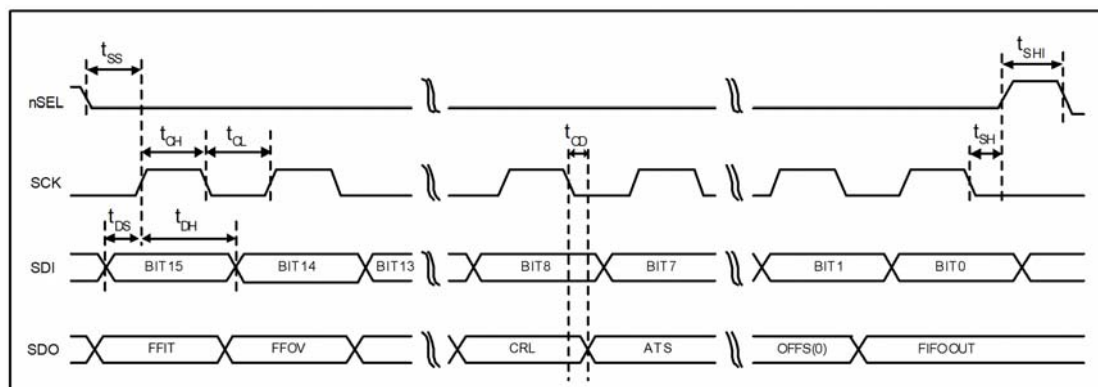 tSS
tSHI
nSEL
tCH tCL tCD tSH
SCK
tDS tDH
SDI BIT15 BIT14 BIT13 BIT8 BIT7 BIT1 BIT0
SDO FFIT FFOV CRL ATS OFFS(0) FIFOOUT